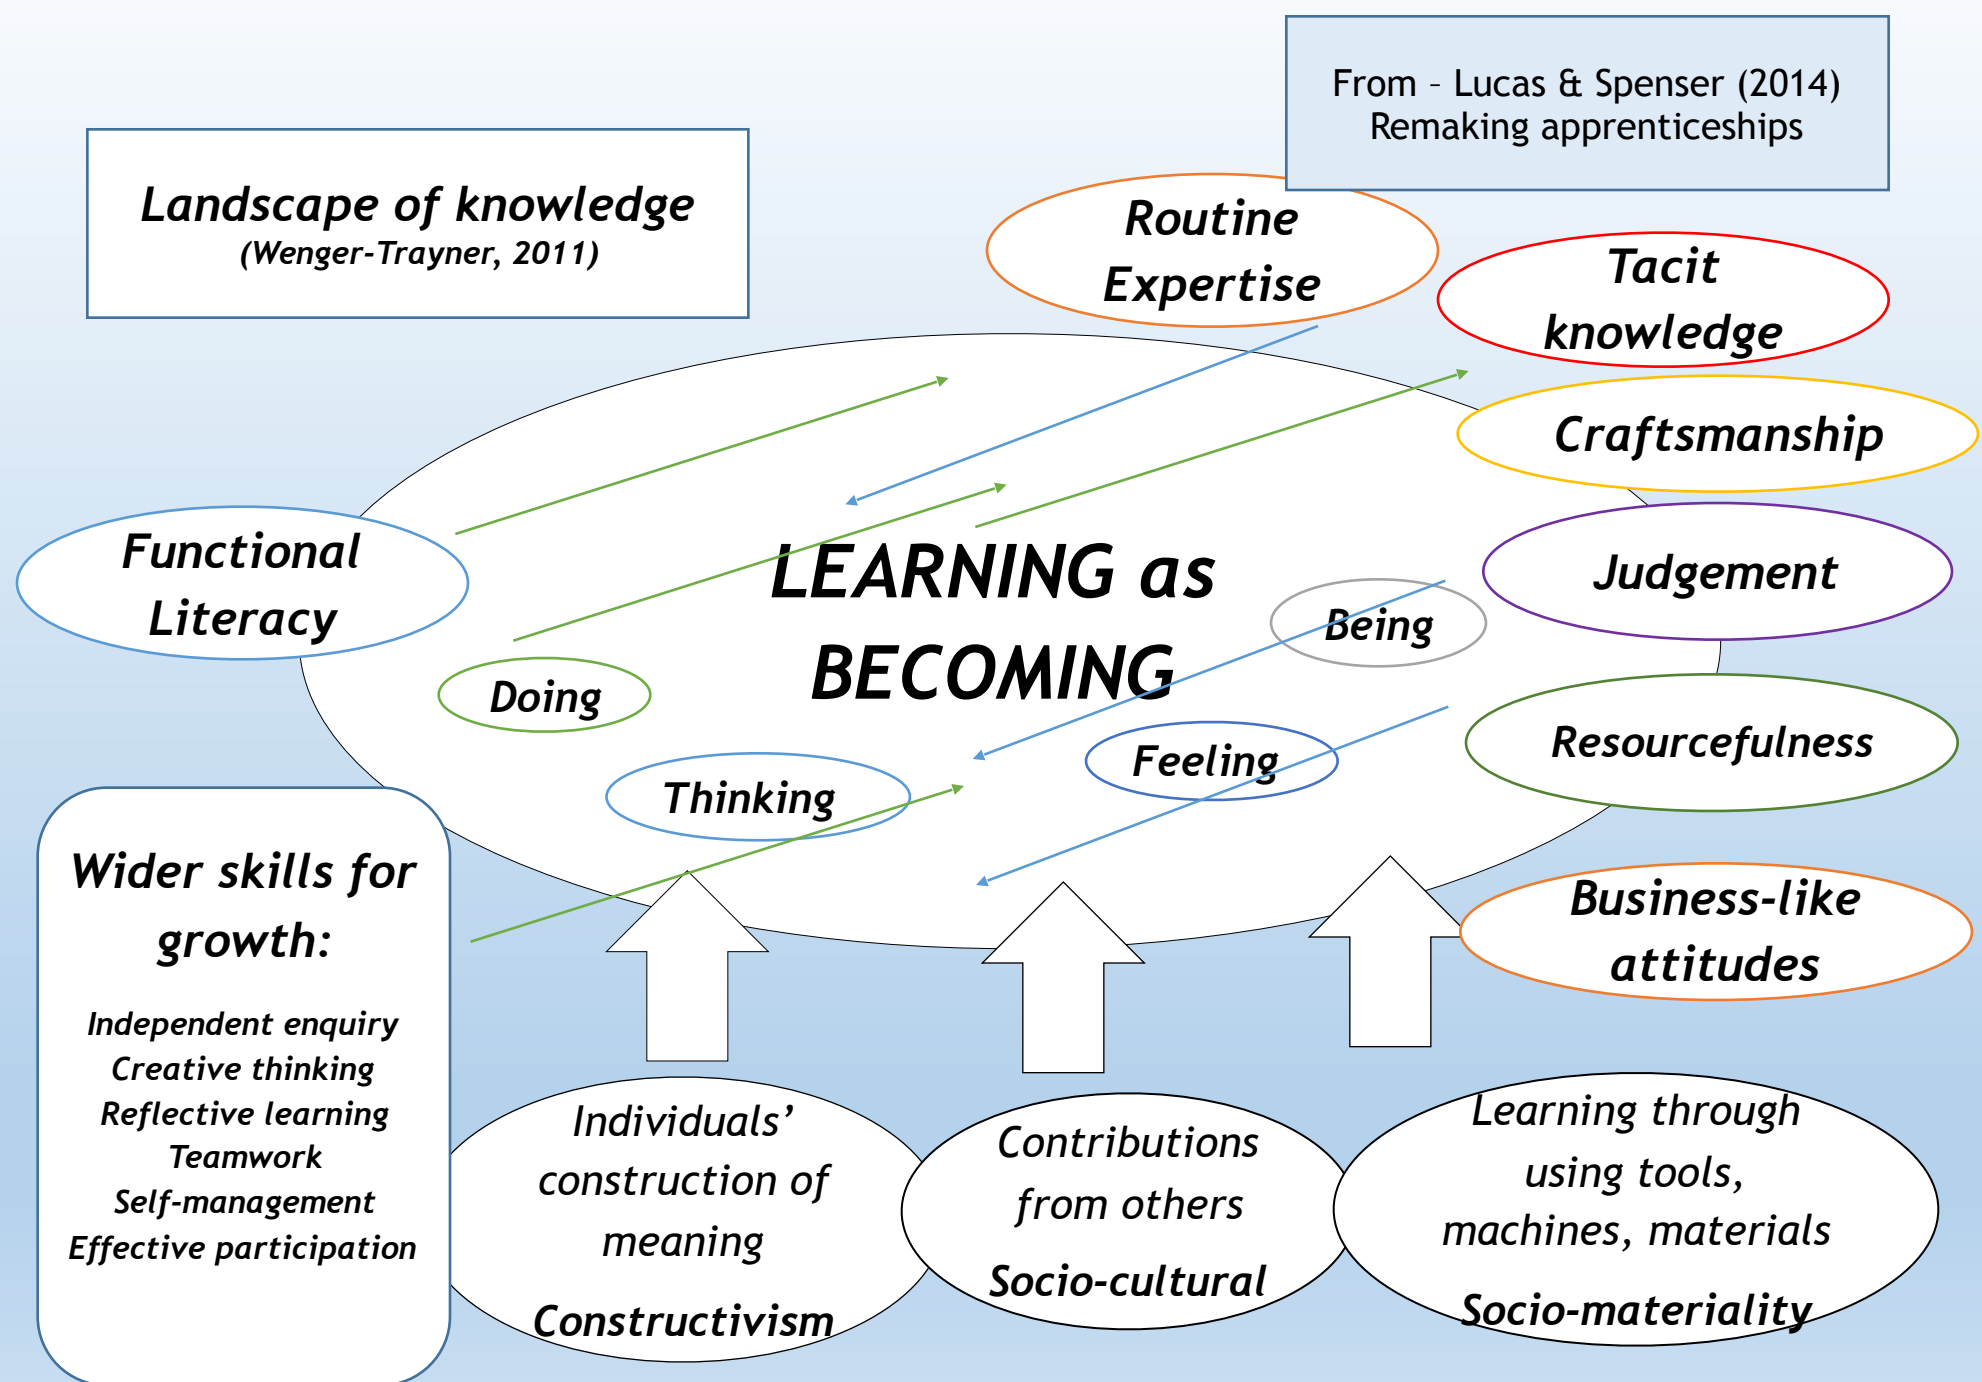 From – Lucas & Spenser (2014)
Remaking apprenticeships
Landscape of knowledge
(Wenger-Trayner, 2011)
Routine
Expertise
Tacit
knowledge
Craftsmanship
Functional
Literacy
LEARNING as
BECOMING
Being
Judgement
Doing
Thinking
Feeling
Resourcefulness
Business-like
attitudes
Wider skills for
growth:
Independent enquiry
Creative thinking
Reflective learning
Teamwork
Self-management
Effective participation
Individuals’
construction of
meaning
Constructivism
Contributions
from others
Socio-cultural
Learning through
using tools,
machines, materials
Socio-materiality